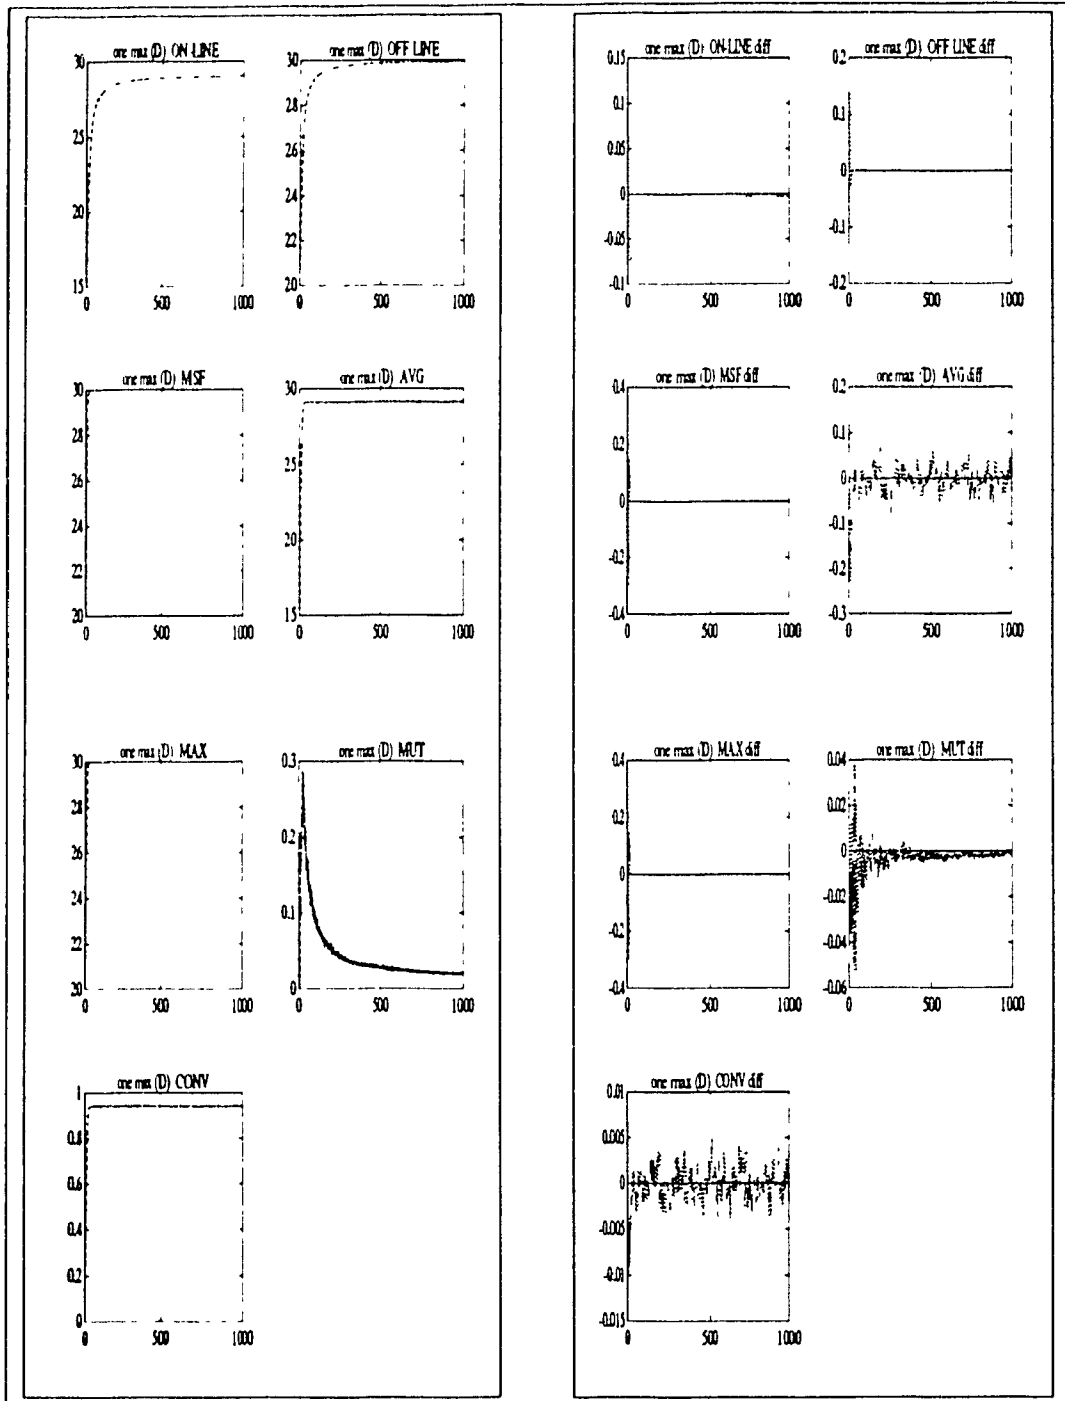 one max (D) ON-LINE
30
25
20
15
0 500 1000
one max (D) OFF LINE
30
28
26
24
22
20
0 500 1000
one max (D) MSF
30
28
26
24
22
20
0 500 1000
one max (D) AVG
30
25
20
15
0 500 1000
one max (D) MAX
30
28
26
24
22
20
0 500 1000
one max (D) MUT
0.3
0.2
0.1
0
0 500 1000
one max (D) CONV
1
0.8
0.6
0.4
0.2
0
0 500 1000
one max (D) ON-LINE diff
0.15
0.1
0.05
0
-0.05
-0.1
0 500 1000
one max (D) OFF LINE diff
0.2
0.1
0
-0.1
-0.2
0 500 1000
one max (D) MSF diff
0.4
0.2
0
-0.2
-0.4
0 500 1000
one max (D) AVG diff
0.2
0.1
0
-0.1
-0.2
-0.3
0 500 1000
one max (D) MAX diff
0.4
0.2
0
-0.2
-0.4
0 500 1000
one max (D) MUT diff
0.04
0.02
0
-0.02
-0.04
-0.06
0 500 1000
one max (D) CONV diff
0.01
0.005
0
-0.005
-0.01
-0.015
0 500 1000